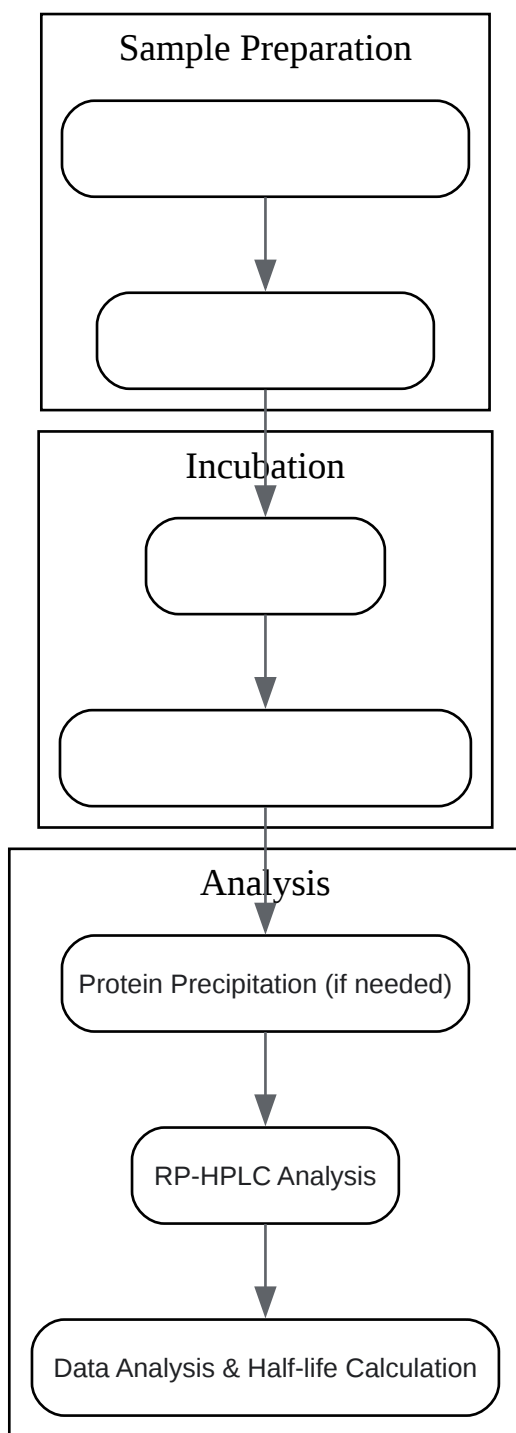 Sample Preparation
Incubation
Analysis
Protein Precipitation (if needed)
RP-HPLC Analysis
Data Analysis & Half-life Calculation